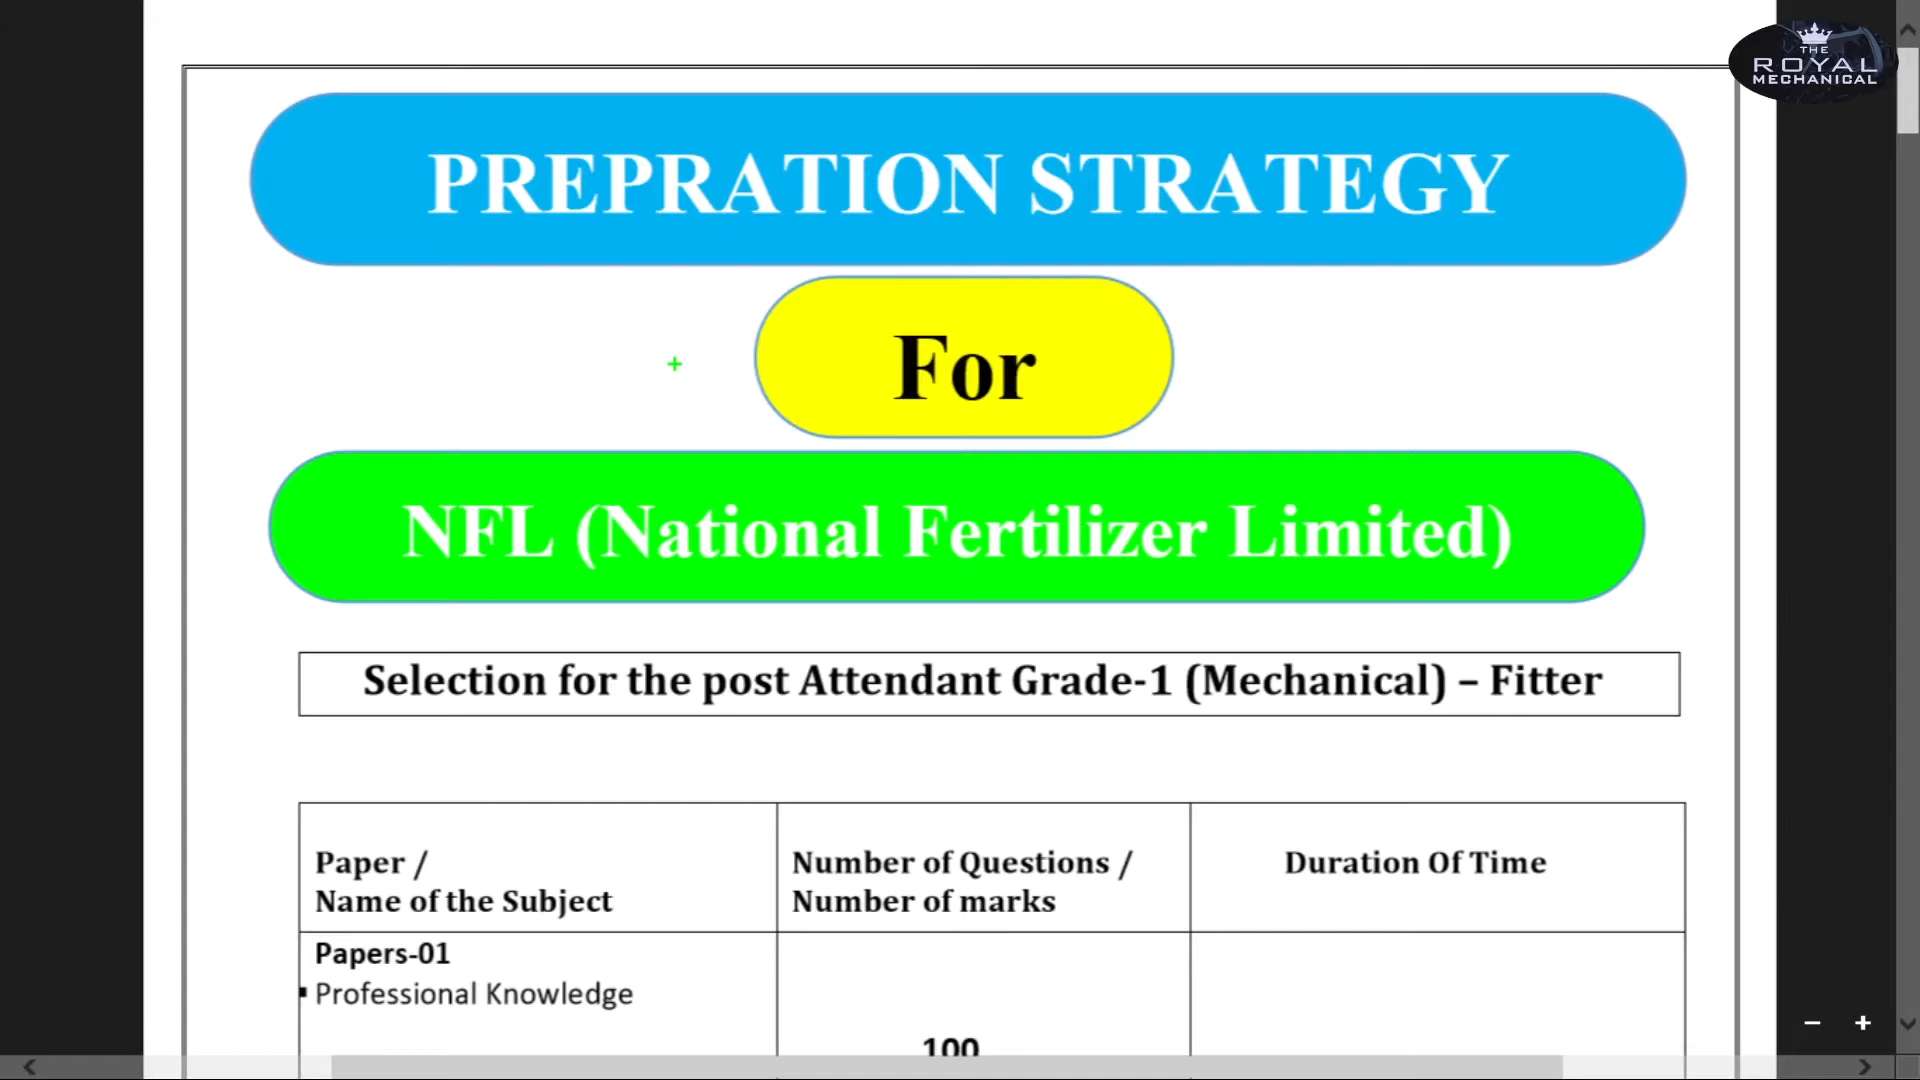 THE
ROYAL
MECHANICAL
PREPRATION STRATEGY
For
NFL (National Fertilizer Limited)
Selection for the post Attendant Grade-1 (Mechanical) – Fitter
Paper /
Name of the Subject
Number of Questions /
Number of marks
Duration Of Time
Papers-01
▪ Professional Knowledge
100